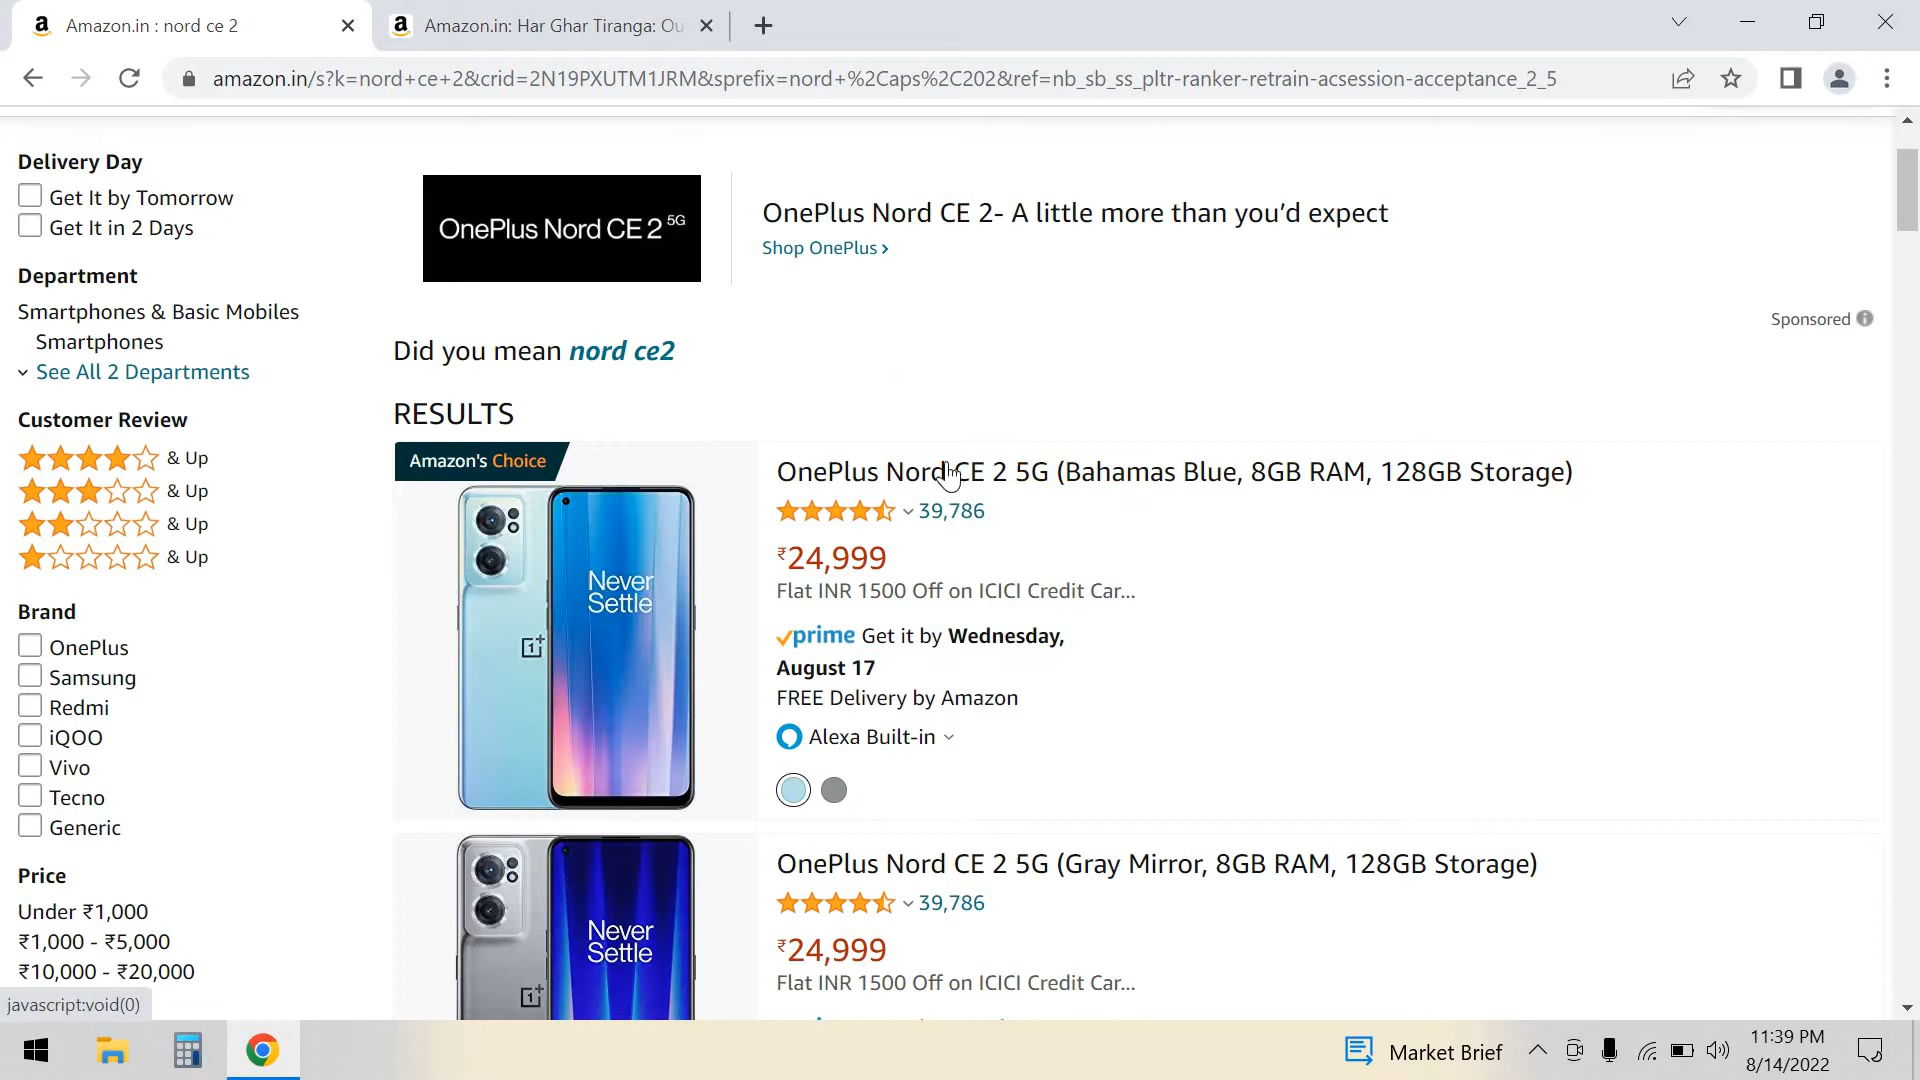 Amazon.in : nord ce 2
Amazon.in: Har Ghar Tiranga: Ou
amazon.in/s?k=nord+ce+2&crid=2N19PXUTM1JRM&sprefix=nord+%2Caps%2C202&ref=nb_sb_ss_pltr-ranker-retrain-acsession-acceptance_2_5
Delivery Day
Get It by Tomorrow
Get It in 2 Days
Department
Smartphones & Basic Mobiles
Smartphones
See All 2 Departments
Customer Review
& Up
& Up
& Up
& Up
Brand
OnePlus
Samsung
Redmi
iQOO
Vivo
Tecno
Generic
Price
Under ₹1,000
₹1,000 - ₹5,000
₹10,000 - ₹20,000
javascript:void(0)
OnePlus Nord CE 2 5G
OnePlus Nord CE 2- A little more than you’d expect
Shop OnePlus ›
Sponsored
Did you mean nord ce2
RESULTS
Amazon's Choice
Never
Settle
OnePlus Nord CE 2 5G (Bahamas Blue, 8GB RAM, 128GB Storage)
39,786
₹24,999
Flat INR 1500 Off on ICICI Credit Car...
prime Get it by Wednesday,
August 17
FREE Delivery by Amazon
Alexa Built-in
Never
Settle
OnePlus Nord CE 2 5G (Gray Mirror, 8GB RAM, 128GB Storage)
39,786
₹24,999
Flat INR 1500 Off on ICICI Credit Car...
Market Brief
11:39 PM
8/14/2022